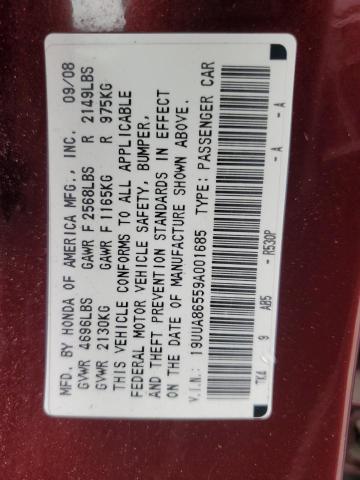 MFD. BY HONDA OF AMERICA MFG., INC. 09/08
GVWR 4696LBS GAWR F 2568LBS R 2149LBS
GVWR 2130KG GAWR F 1165KG R 975KG
THIS VEHICLE CONFORMS TO ALL APPLICABLE
FEDERAL MOTOR VEHICLE SAFETY, BUMPER,
AND THEFT PREVENTION STANDARDS IN EFFECT
ON THE DATE OF MANUFACTURE SHOWN ABOVE.
V.I.N.: 19UUA86559A001685 TYPE: PASSENGER CAR
TK4 9 AB5 - R530P - A - A